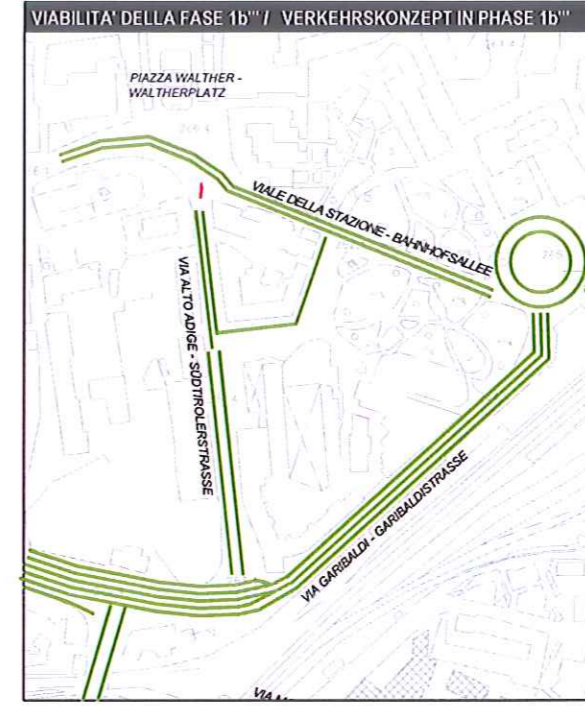 VIABILITA' DELLA FASE 1b''' / VERKEHRSKONZEPT IN PHASE 1b'''
PIAZZA WALTHER -
WALTHERPLATZ
VIALE DELLA STAZIONE - BAHNHOFSALLEE
VIA ALTO ADIGE - SÜDTIROLERSTRASSE
VIA GARIBALDI - GARIBALDISTRASSE
VIA